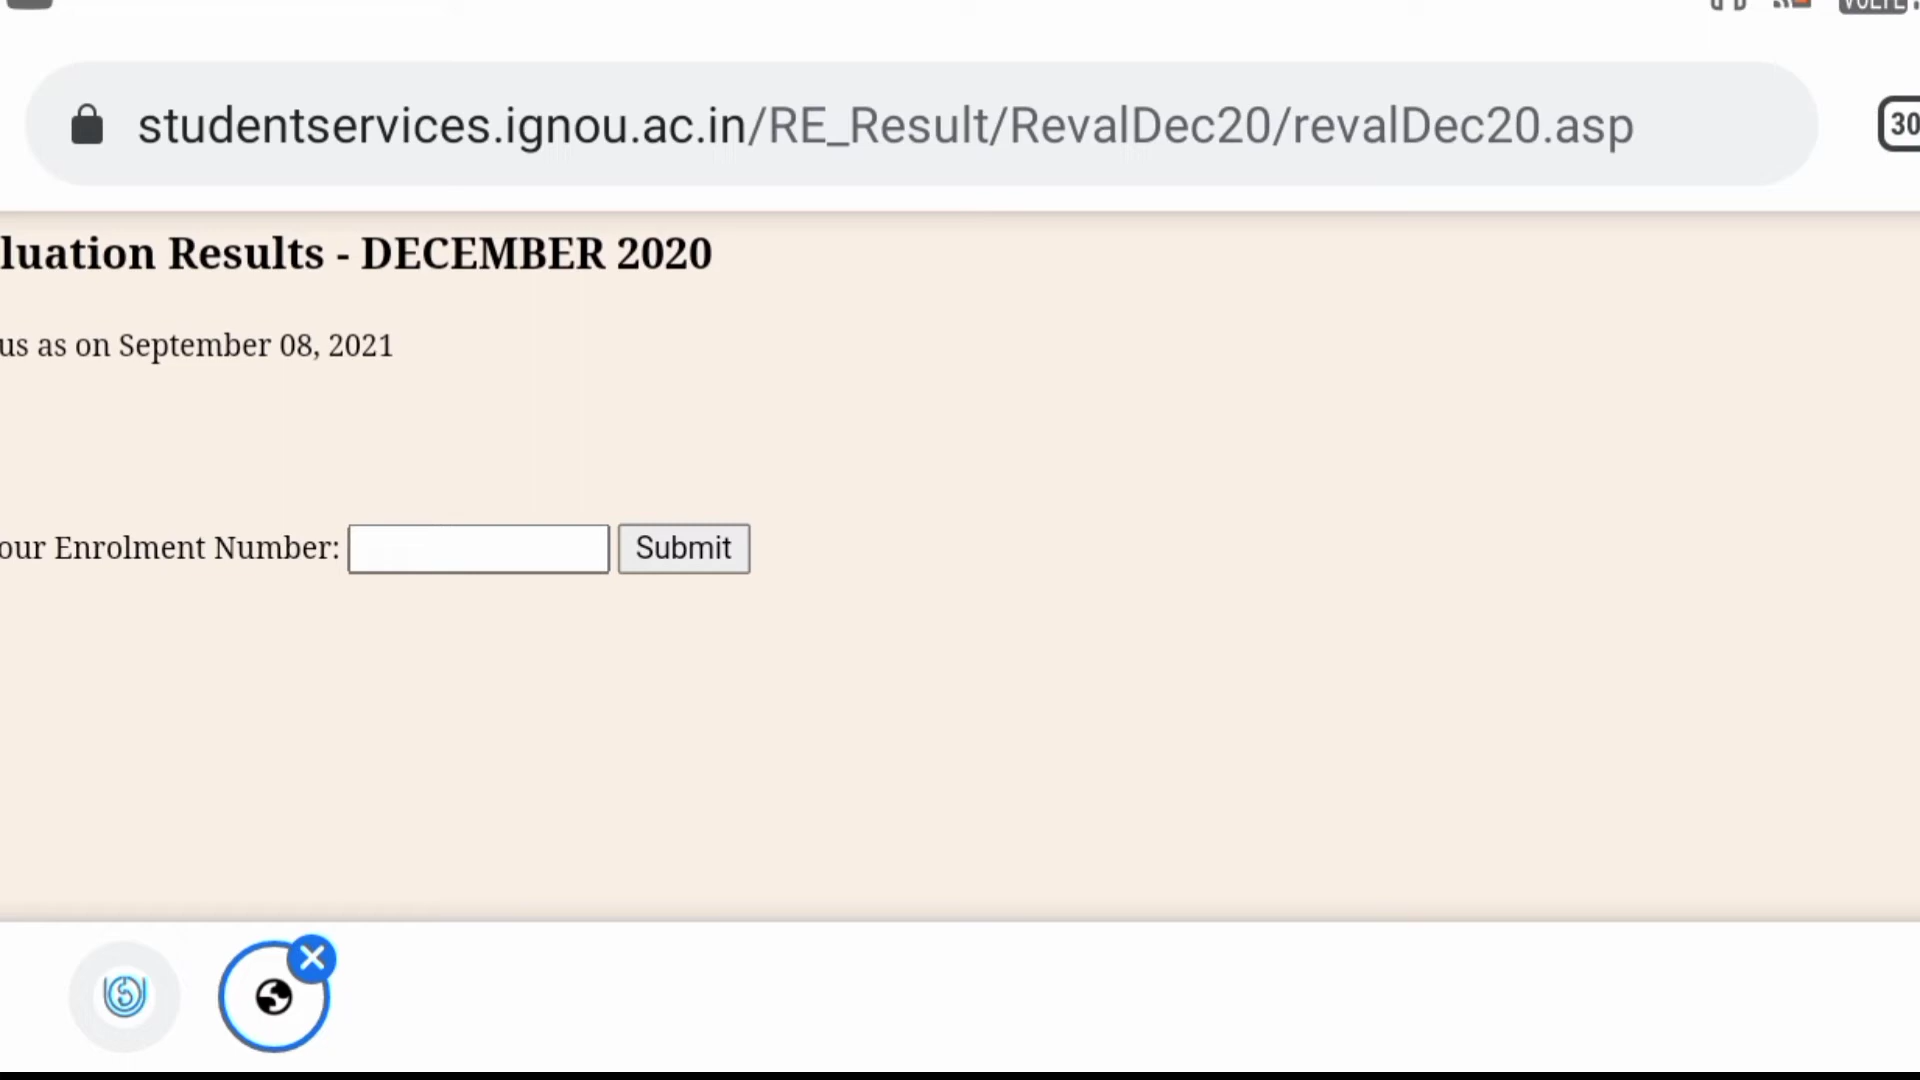 studentservices.ignou.ac.in/RE_Result/RevalDec20/revalDec20.asp
30
luation Results - DECEMBER 2020
us as on September 08, 2021
our Enrolment Number: Submit